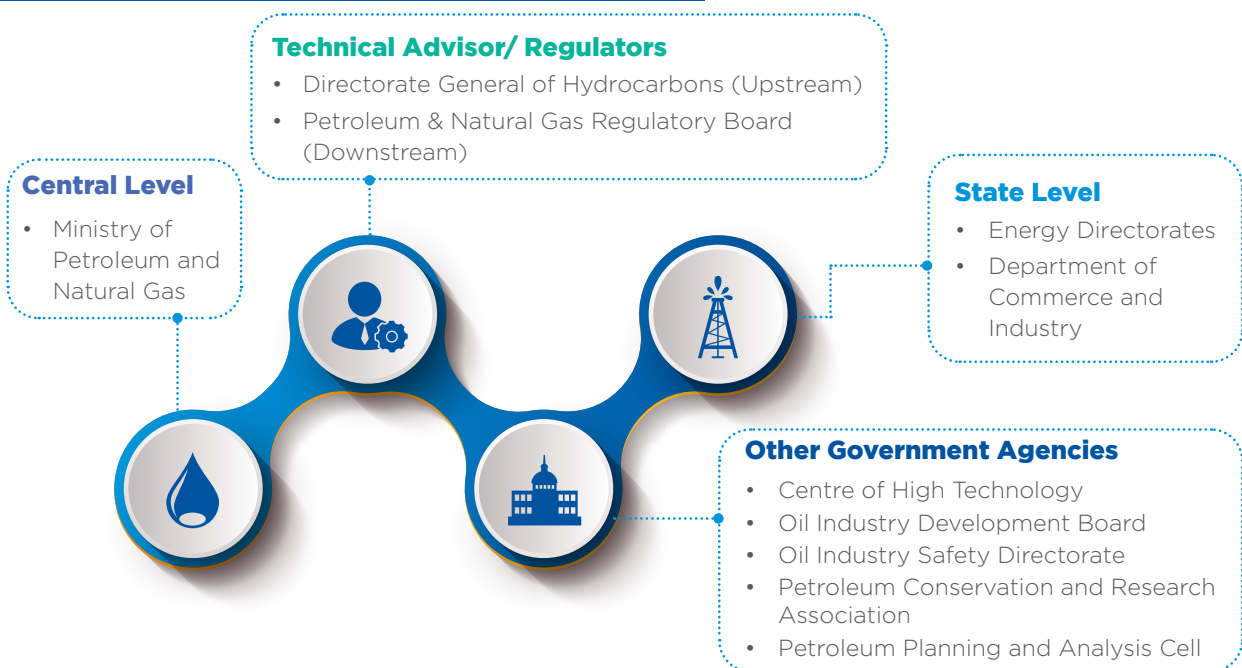 Technical Advisor/ Regulators
• Directorate General of Hydrocarbons (Upstream)
• Petroleum & Natural Gas Regulatory Board
(Downstream)
Central Level
• Ministry of
Petroleum and
Natural Gas
State Level
• Energy Directorates
• Department of
Commerce and
Industry
Other Government Agencies
• Centre of High Technology
• Oil Industry Development Board
• Oil Industry Safety Directorate
• Petroleum Conservation and Research
Association
• Petroleum Planning and Analysis Cell